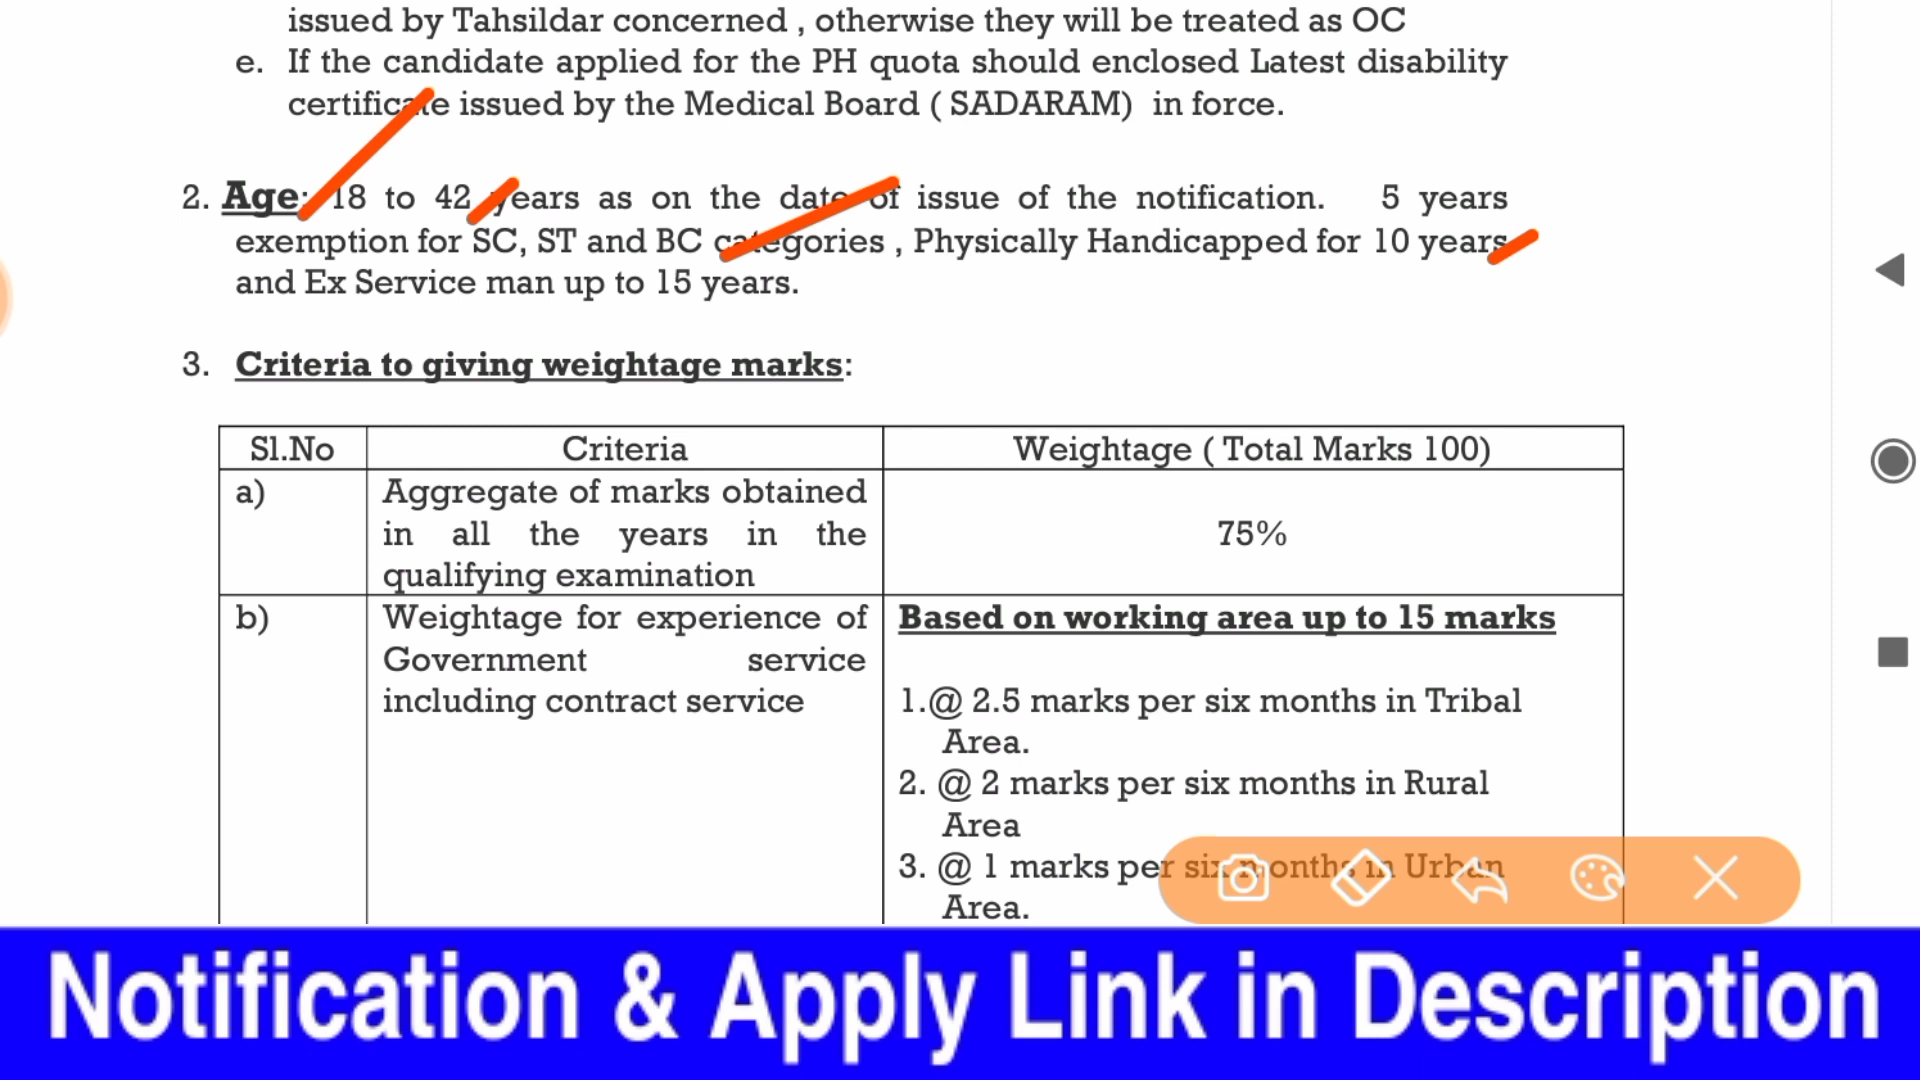 issued by Tahsildar concerned , otherwise they will be treated as OC
e. If the candidate applied for the PH quota should enclosed Latest disability
certificate issued by the Medical Board ( SADARAM) in force.
2. Age: 18 to 42 years as on the date of issue of the notification. 5 years
exemption for SC, ST and BC categories , Physically Handicapped for 10 years
and Ex Service man up to 15 years.
3. Criteria to giving weightage marks:
Sl.No Criteria Weightage ( Total Marks 100)
a) Aggregate of marks obtained
in all the years in the
qualifying examination
75%
b) Weightage for experience of
Government service
including contract service
Based on working area up to 15 marks
1.@ 2.5 marks per six months in Tribal
Area.
2. @ 2 marks per six months in Rural
Area
3. @ 1 marks per six months in Urban
Area.
Notification & Apply Link in Description